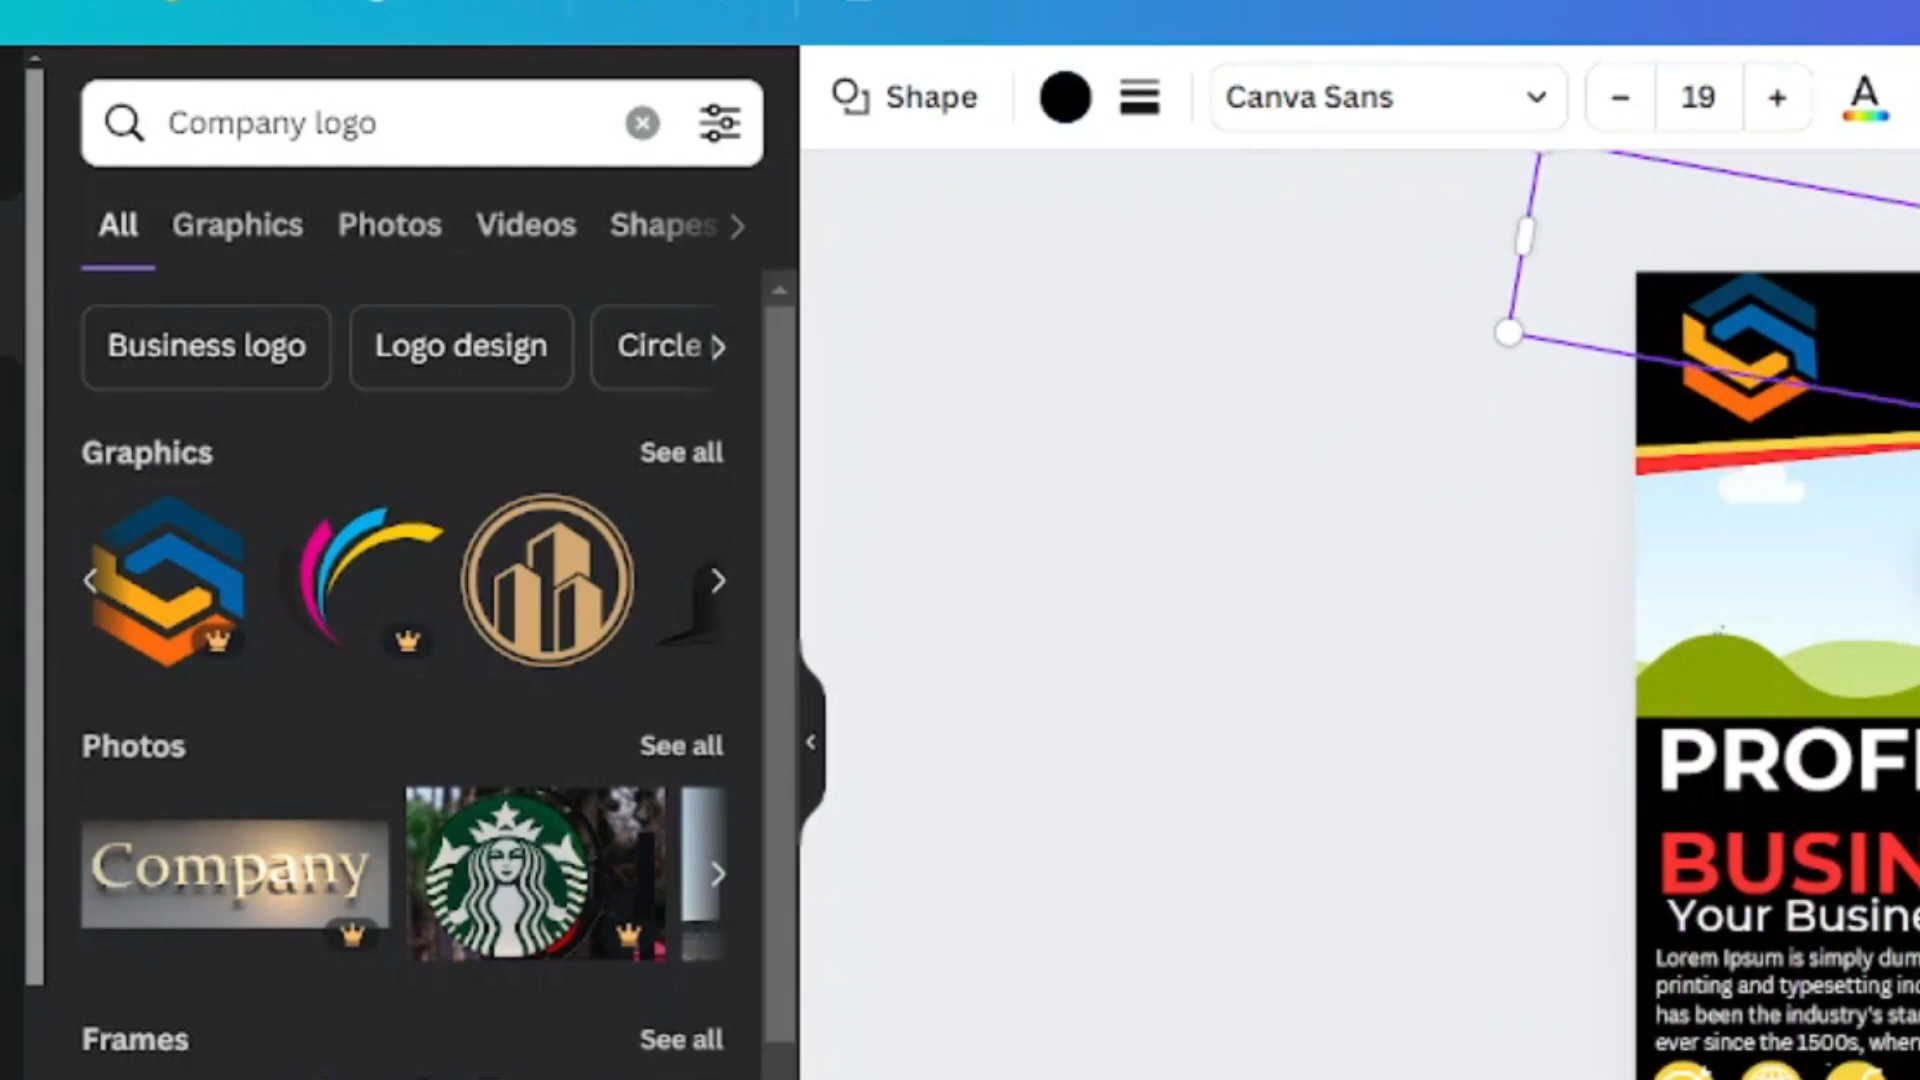 Company logo
All Graphics Photos Videos Shapes
Business logo Logo design Circle
Graphics See all
Photos See all
Company
Frames See all
Shape Canva Sans - 19 + A
PROF
BUSIN
Your Busine
Lorem Ipsum is simply dum
printing and typesetting in
has been the industry's sta
ever since the 1500s, when